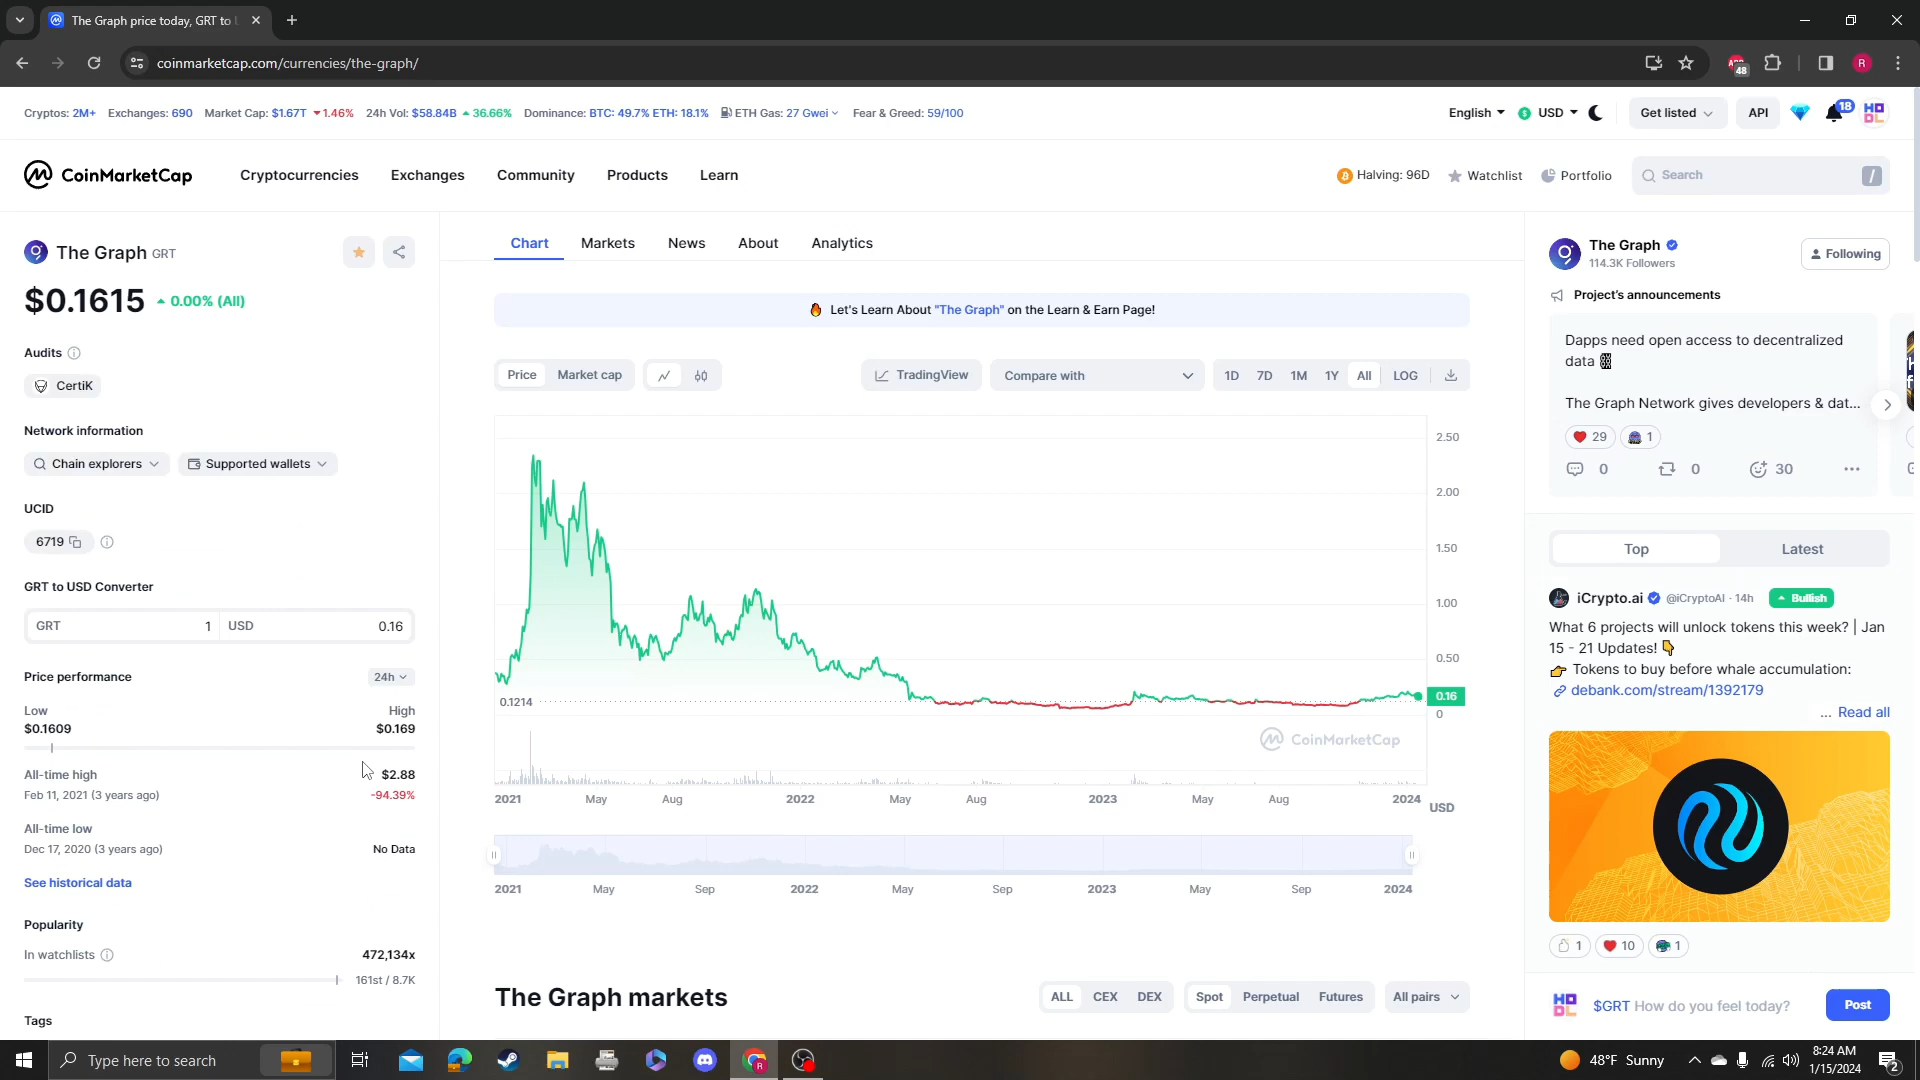 The Graph price today, GRT to
coinmarketcap.com/currencies/the-graph/
48
R
Cryptos: 2M+ Exchanges: 690 Market Cap: $1.67T 1.46% 24h Vol: $58.84B 36.66% Dominance: BTC: 49.7% ETH: 18.1% ETH Gas: 27 Gwei Fear & Greed: 59/100
English USD Get listed API 18
CoinMarketCap Cryptocurrencies Exchanges Community Products Learn
Halving: 96D Watchlist Portfolio Search /
The Graph GRT
$0.1615 0.00% (All)
Audits
CertiK
Network information
Chain explorers Supported wallets
UCID
6719
GRT to USD Converter
GRT 1 USD 0.16
Price performance 24h
Low High
$0.1609 $0.169
All-time high $2.88
Feb 11, 2021 (3 years ago) -94.39%
All-time low
Dec 17, 2020 (3 years ago) No Data
See historical data
Popularity
In watchlists 472,134x
161st / 8.7K
Tags
Chart Markets News About Analytics
Let's Learn About "The Graph" on the Learn & Earn Page!
Price Market cap TradingView Compare with 1D 7D 1M 1Y All LOG
2.50
2.00
1.50
1.00
0.50
0.16
0
0.1214
CoinMarketCap
2021 May Aug 2022 May Aug 2023 May Aug 2024
USD
2021 May Sep 2022 May Sep 2023 May Sep 2024
The Graph markets
ALL CEX DEX Spot Perpetual Futures All pairs
The Graph
114.3K Followers
Following
Project's announcements
Dapps need open access to decentralized
data
The Graph Network gives developers & dat...
29 1
0 0 30 ...
Top Latest
iCrypto.ai @iCryptoAI · 14h Bullish
What 6 projects will unlock tokens this week? | Jan
15 - 21 Updates!
Tokens to buy before whale accumulation:
debank.com/stream/1392179
... Read all
1 10 1
HODL $GRT How do you feel today? Post
Type here to search
48°F Sunny
8:24 AM
1/15/2024
2